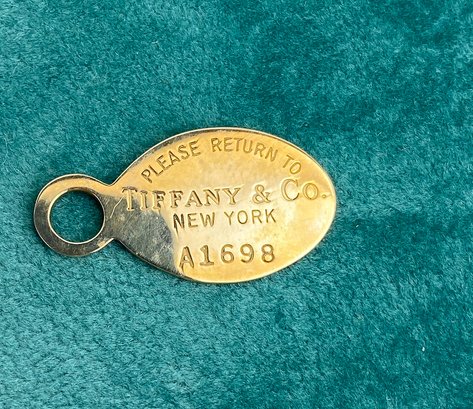 PLEASE RETURN TO
TIFFANY & CO.
NEW YORK
A1698